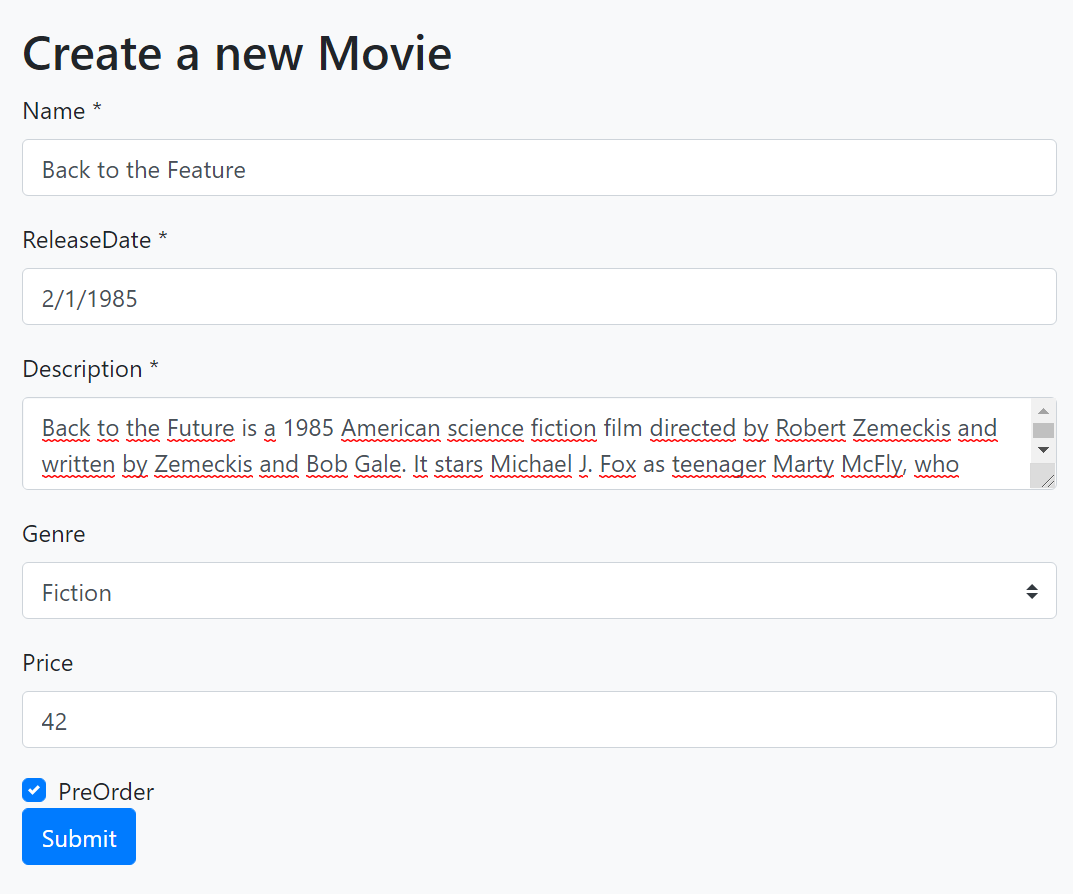 Create a new Movie
Name *
Back to the Feature
ReleaseDate *
2/1/1985
Description *
Back to the Future is a 1985 American science fiction film directed by Robert Zemeckis and
written by Zemeckis and Bob Gale. It stars Michael J. Fox as teenager Marty McFly, who
Genre
Fiction
Price
42
PreOrder
Submit